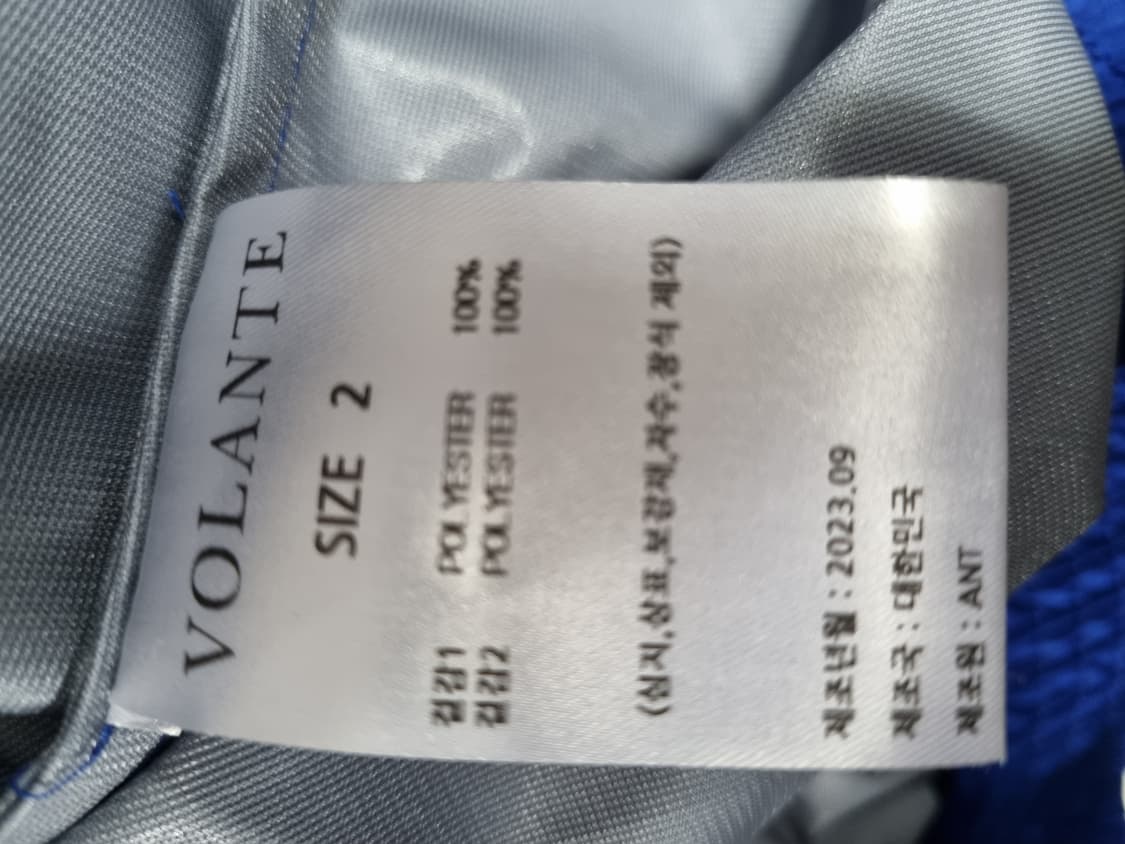 VOLANTE
SIZE 2
겉감1 POLYESTER 100%
겉감2 POLYESTER 100%
(심지,상표,보강재,자수,장식 제외)
제조년월 : 2023.09
제조국 : 대한민국
제조원 : ANT